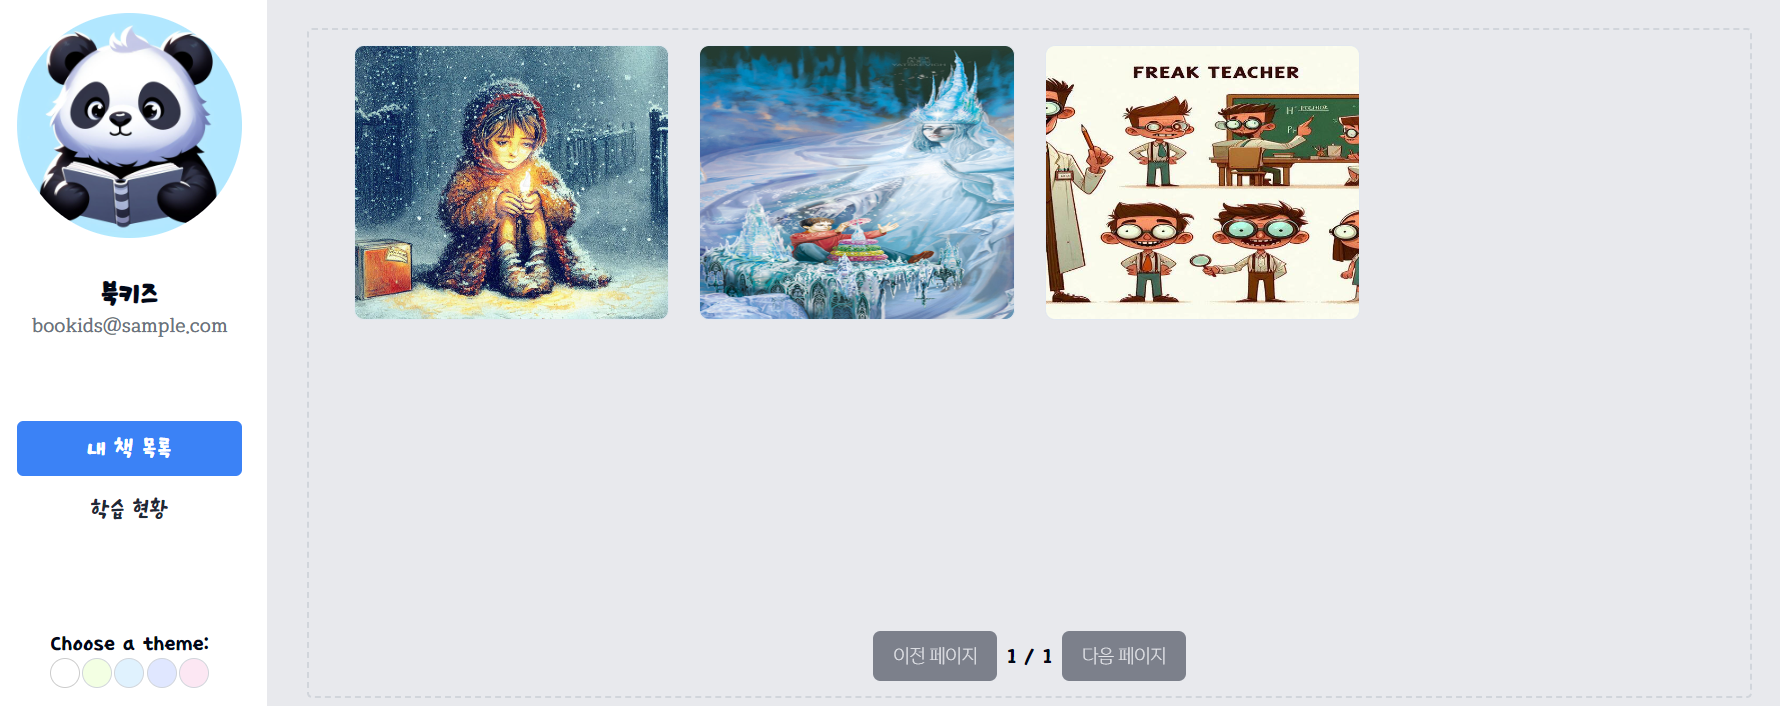 북키즈
bookids@sample.com
내 책 목록
학습 현황
Choose a theme:
FREAK TEACHER
이전 페이지
1 / 1
다음 페이지